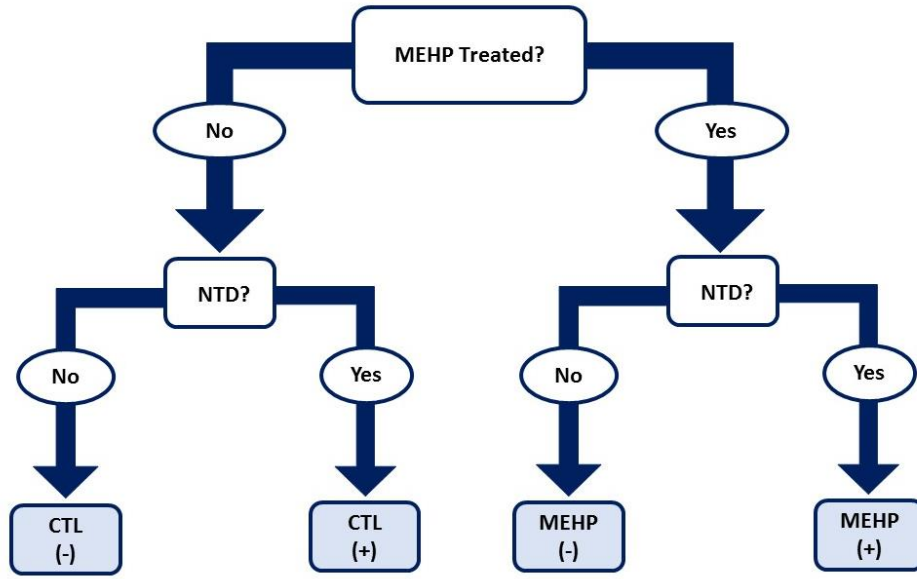 MEHP Treated?
No
Yes
NTD?
NTD?
No
Yes
No
Yes
CTL
(-)
CTL
(+)
MEHP
(-)
MEHP
(+)